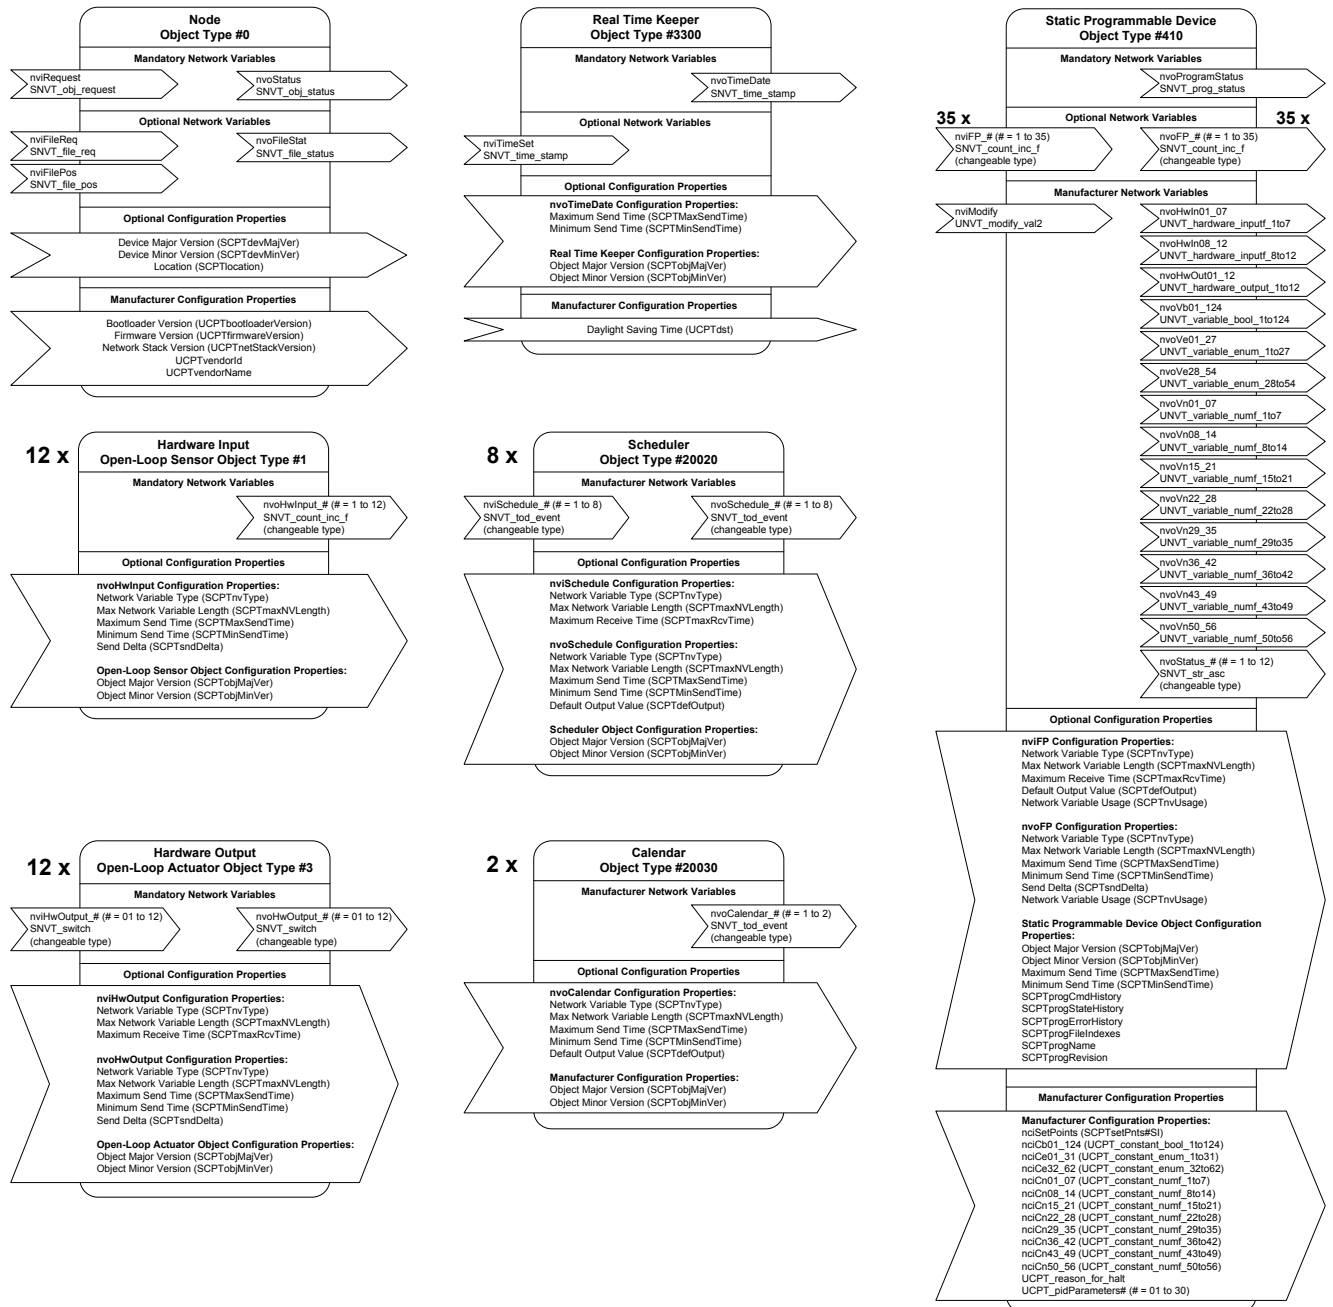 Node
Object Type #0
Mandatory Network Variables
nviRequest
SNVT_obj_request
nvoStatus
SNVT_obj_status
Optional Network Variables
nviFileReq
SNVT_file_req
nvoFileStat
SNVT_file_status
nviFilePos
SNVT_file_pos
Optional Configuration Properties
Device Major Version (SCPTdevMajVer)
Device Minor Version (SCPTdevMinVer)
Location (SCPTlocation)
Manufacturer Configuration Properties
Bootloader Version (UCPTbootloaderVersion)
Firmware Version (UCPTfirmwareVersion)
Network Stack Version (UCPTnetStackVersion)
UCPTvendorId
UCPTvendorName
Real Time Keeper
Object Type #3300
Mandatory Network Variables
nvoTimeDate
SNVT_time_stamp
Optional Network Variables
nviTimeSet
SNVT_time_stamp
Optional Configuration Properties
nvoTimeDate Configuration Properties:
Maximum Send Time (SCPTMaxSendTime)
Minimum Send Time (SCPTMinSendTime)
Real Time Keeper Configuration Properties:
Object Major Version (SCPTobjMajVer)
Object Minor Version (SCPTobjMinVer)
Manufacturer Configuration Properties
Daylight Saving Time (UCPTdst)
12 x
Hardware Input
Open-Loop Sensor Object Type #1
Mandatory Network Variables
nvoHwInput_# (# = 1 to 12)
SNVT_count_inc_f
(changeable type)
Optional Configuration Properties
nvoHwInput Configuration Properties:
Network Variable Type (SCPTnvType)
Max Network Variable Length (SCPTmaxNVLength)
Maximum Send Time (SCPTMaxSendTime)
Minimum Send Time (SCPTMinSendTime)
Send Delta (SCPTsndDelta)
Open-Loop Sensor Object Configuration Properties:
Object Major Version (SCPTobjMajVer)
Object Minor Version (SCPTobjMinVer)
8 x
Scheduler
Object Type #20020
Manufacturer Network Variables
nviSchedule_# (# = 1 to 8)
SNVT_tod_event
(changeable type)
nvoSchedule_# (# = 1 to 8)
SNVT_tod_event
(changeable type)
Optional Configuration Properties
nviSchedule Configuration Properties:
Network Variable Type (SCPTnvType)
Max Network Variable Length (SCPTmaxNVLength)
Maximum Receive Time (SCPTmaxRcvTime)
nvoSchedule Configuration Properties:
Network Variable Type (SCPTnvType)
Max Network Variable Length (SCPTmaxNVLength)
Maximum Send Time (SCPTMaxSendTime)
Minimum Send Time (SCPTMinSendTime)
Default Output Value (SCPTdefOutput)
Scheduler Object Configuration Properties:
Object Major Version (SCPTobjMajVer)
Object Minor Version (SCPTobjMinVer)
12 x
Hardware Output
Open-Loop Actuator Object Type #3
Mandatory Network Variables
nviHwOutput_# (# = 01 to 12)
SNVT_switch
(changeable type)
nvoHwOutput_# (# = 01 to 12)
SNVT_switch
(changeable type)
Optional Configuration Properties
nviHwOutput Configuration Properties:
Network Variable Type (SCPTnvType)
Max Network Variable Length (SCPTmaxNVLength)
Maximum Receive Time (SCPTmaxRcvTime)
nvoHwOutput Configuration Properties:
Network Variable Type (SCPTnvType)
Max Network Variable Length (SCPTmaxNVLength)
Maximum Send Time (SCPTMaxSendTime)
Minimum Send Time (SCPTMinSendTime)
Send Delta (SCPTsndDelta)
Open-Loop Actuator Object Configuration Properties:
Object Major Version (SCPTobjMajVer)
Object Minor Version (SCPTobjMinVer)
2 x
Calendar
Object Type #20030
Manufacturer Network Variables
nvoCalendar_# (# = 1 to 2)
SNVT_tod_event
(changeable type)
Optional Configuration Properties
nvoCalendar Configuration Properties:
Network Variable Type (SCPTnvType)
Max Network Variable Length (SCPTmaxNVLength)
Maximum Send Time (SCPTMaxSendTime)
Minimum Send Time (SCPTMinSendTime)
Default Output Value (SCPTdefOutput)
Manufacturer Configuration Properties:
Object Major Version (SCPTobjMajVer)
Object Minor Version (SCPTobjMinVer)
Static Programmable Device
Object Type #410
Mandatory Network Variables
nvoProgramStatus
SNVT_prog_status
35 x
Optional Network Variables
35 x
nviFP_# (# = 1 to 35)
SNVT_count_inc_f
(changeable type)
nvoFP_# (# = 1 to 35)
SNVT_count_inc_f
(changeable type)
Manufacturer Network Variables
nviModify
UNVT_modify_val2
nvoHwIn01_07
UNVT_hardware_inputf_1to7
nvoHwIn08_12
UNVT_hardware_inputf_8to12
nvoHwOut01_12
UNVT_hardware_output_1to12
nvoVb01_124
UNVT_variable_bool_1to124
nvoVe01_27
UNVT_variable_enum_1to27
nvoVe28_54
UNVT_variable_enum_28to54
nvoVn01_07
UNVT_variable_numf_1to7
nvoVn08_14
UNVT_variable_numf_8to14
nvoVn15_21
UNVT_variable_numf_15to21
nvoVn22_28
UNVT_variable_numf_22to28
nvoVn29_35
UNVT_variable_numf_29to35
nvoVn36_42
UNVT_variable_numf_36to42
nvoVn43_49
UNVT_variable_numf_43to49
nvoVn50_56
UNVT_variable_numf_50to56
nvoStatus_# (# = 1 to 12)
SNVT_str_asc
(changeable type)
Optional Configuration Properties
nviFP Configuration Properties:
Network Variable Type (SCPTnvType)
Max Network Variable Length (SCPTmaxNVLength)
Maximum Receive Time (SCPTmaxRcvTime)
Default Output Value (SCPTdefOutput)
Network Variable Usage (SCPTnvUsage)
nvoFP Configuration Properties:
Network Variable Type (SCPTnvType)
Max Network Variable Length (SCPTmaxNVLength)
Maximum Send Time (SCPTMaxSendTime)
Minimum Send Time (SCPTMinSendTime)
Send Delta (SCPTsndDelta)
Network Variable Usage (SCPTnvUsage)
Static Programmable Device Object Configuration
Properties:
Object Major Version (SCPTobjMajVer)
Object Minor Version (SCPTobjMinVer)
Maximum Send Time (SCPTMaxSendTime)
Minimum Send Time (SCPTMinSendTime)
SCPTprogCmdHistory
SCPTprogStateHistory
SCPTprogErrorHistory
SCPTprogFileIndexes
SCPTprogName
SCPTprogRevision
Manufacturer Configuration Properties
Manufacturer Configuration Properties:
nciSetPoints (SCPTsetPnts#SI)
nciCb01_124 (UCPT_constant_bool_1to124)
nciCe01_31 (UCPT_constant_enum_1to31)
nciCe32_62 (UCPT_constant_enum_32to62)
nciCn01_07 (UCPT_constant_numf_1to7)
nciCn08_14 (UCPT_constant_numf_8to14)
nciCn15_21 (UCPT_constant_numf_15to21)
nciCn22_28 (UCPT_constant_numf_22to28)
nciCn29_35 (UCPT_constant_numf_29to35)
nciCn36_42 (UCPT_constant_numf_36to42)
nciCn43_49 (UCPT_constant_numf_43to49)
nciCn50_56 (UCPT_constant_numf_50to56)
UCPT_reason_for_halt
UCPT_pidParameters# (# = 01 to 30)